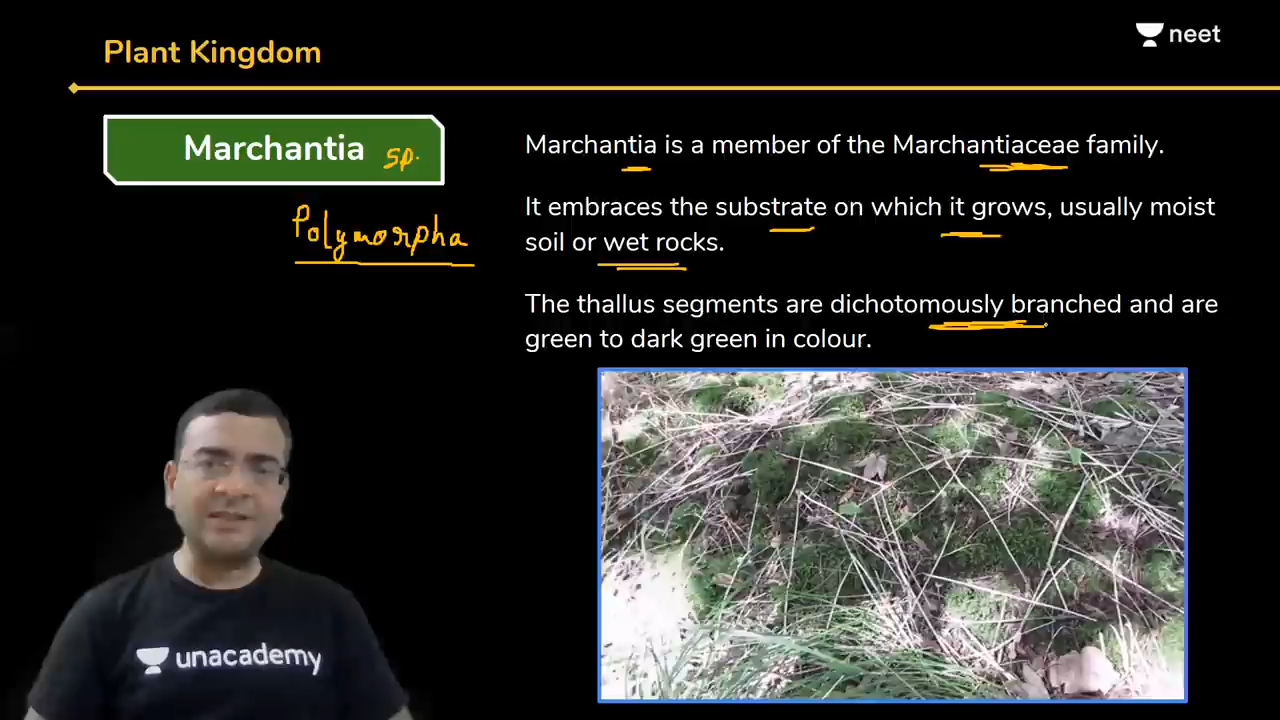 Plant Kingdom
neet
Marchantia sp.
Polymorpha
Marchantia is a member of the Marchantiaceae family.
It embraces the substrate on which it grows, usually moist
soil or wet rocks.
The thallus segments are dichotomously branched and are
green to dark green in colour.
unacademy